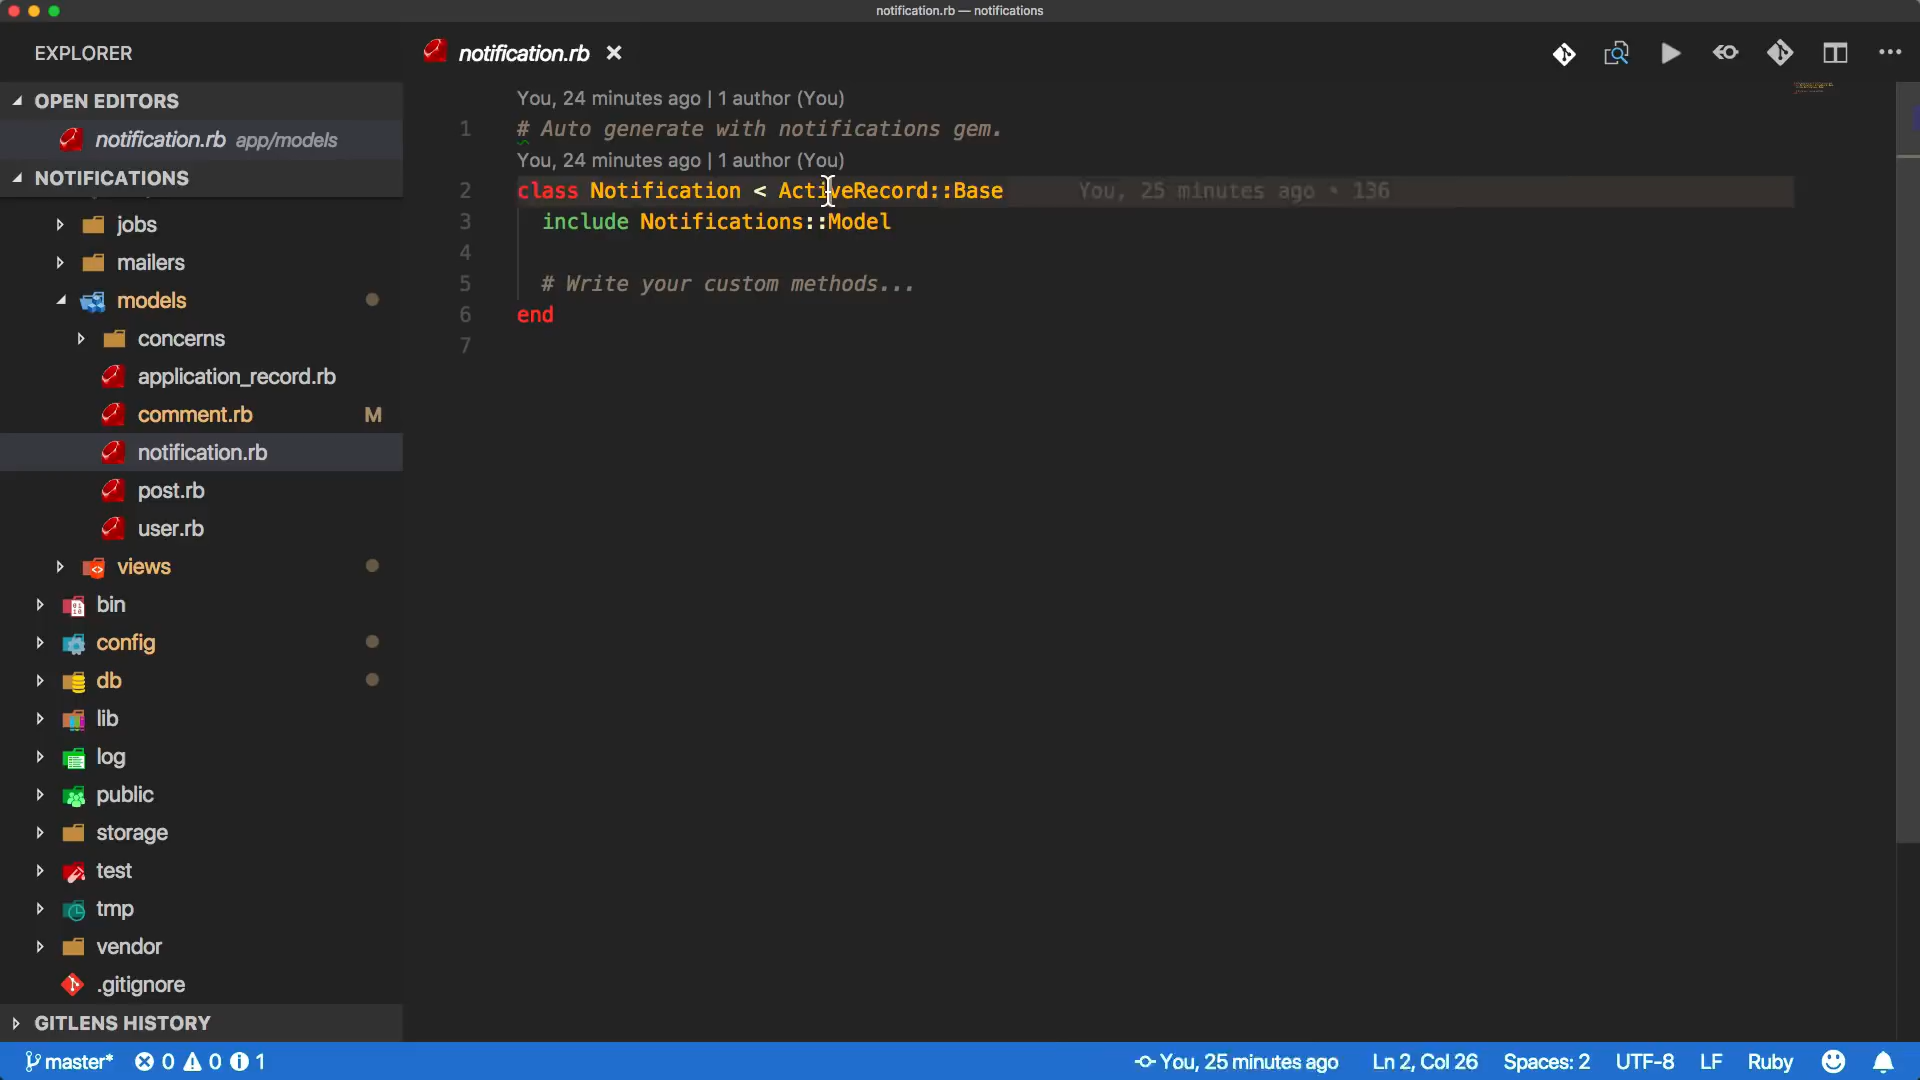 notification.rb — notifications
EXPLORER
OPEN EDITORS
notification.rb app/models
NOTIFICATIONS
jobs
mailers
models
concerns
application_record.rb
comment.rb M
notification.rb
post.rb
user.rb
views
bin
config
db
lib
log
public
storage
test
tmp
vendor
.gitignore
GITLENS HISTORY
notification.rb
You, 24 minutes ago | 1 author (You)
1 # Auto generate with notifications gem.
You, 24 minutes ago | 1 author (You)
2 class Notification < ActiveRecord::Base You, 25 minutes ago • 136
3 include Notifications::Model
4
5 # Write your custom methods...
6 end
7
master* 0 0 1 You, 25 minutes ago Ln 2, Col 26 Spaces: 2 UTF-8 LF Ruby